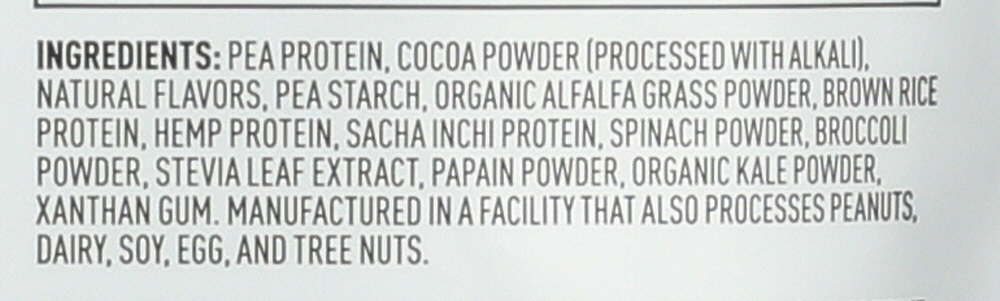 INGREDIENTS: PEA PROTEIN, COCOA POWDER (PROCESSED WITH ALKALI),
NATURAL FLAVORS, PEA STARCH, ORGANIC ALFALFA GRASS POWDER, BROWN RICE
PROTEIN, HEMP PROTEIN, SACHA INCHI PROTEIN, SPINACH POWDER, BROCCOLI
POWDER, STEVIA LEAF EXTRACT, PAPAIN POWDER, ORGANIC KALE POWDER,
XANTHAN GUM. MANUFACTURED IN A FACILITY THAT ALSO PROCESSES PEANUTS,
DAIRY, SOY, EGG, AND TREE NUTS.